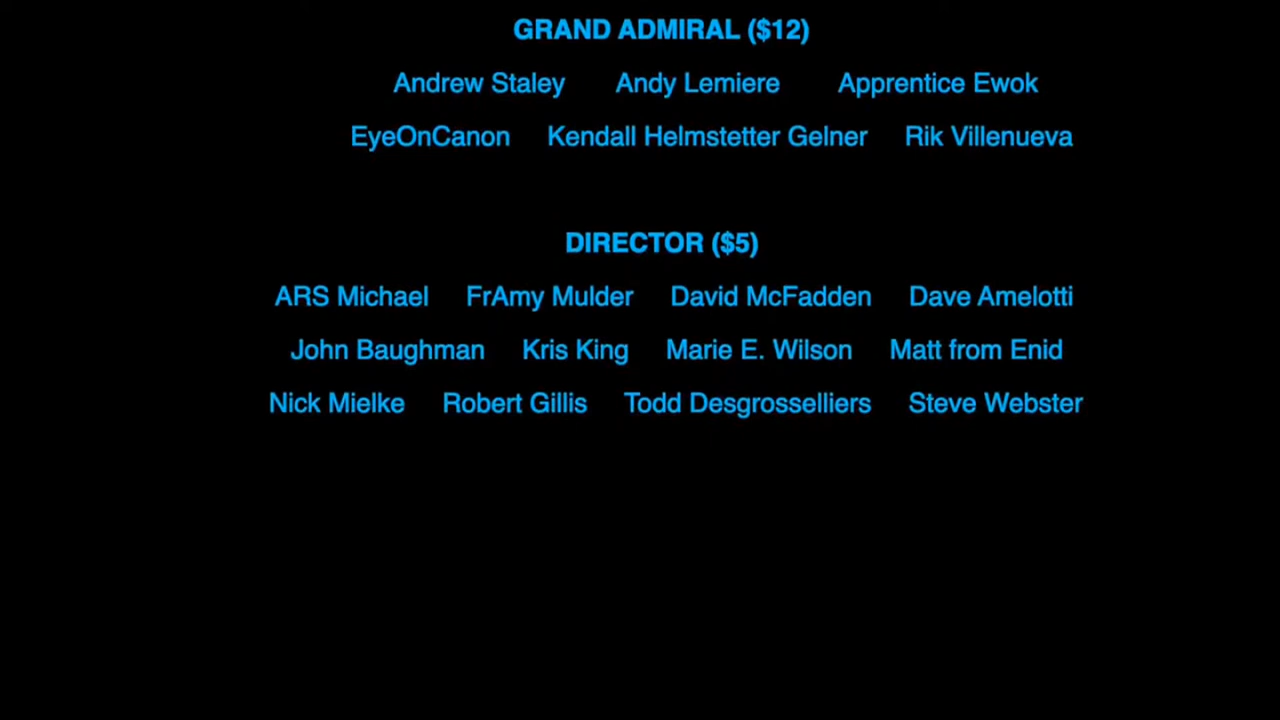 GRAND ADMIRAL ($12)
Andrew Staley Andy Lemiere Apprentice Ewok
EyeOnCanon Kendall Helmstetter Gelner Rik Villenueva
DIRECTOR ($5)
ARS Michael FrAmy Mulder David McFadden Dave Amelotti
John Baughman Kris King Marie E. Wilson Matt from Enid
Nick Mielke Robert Gillis Todd Desgrosselliers Steve Webster